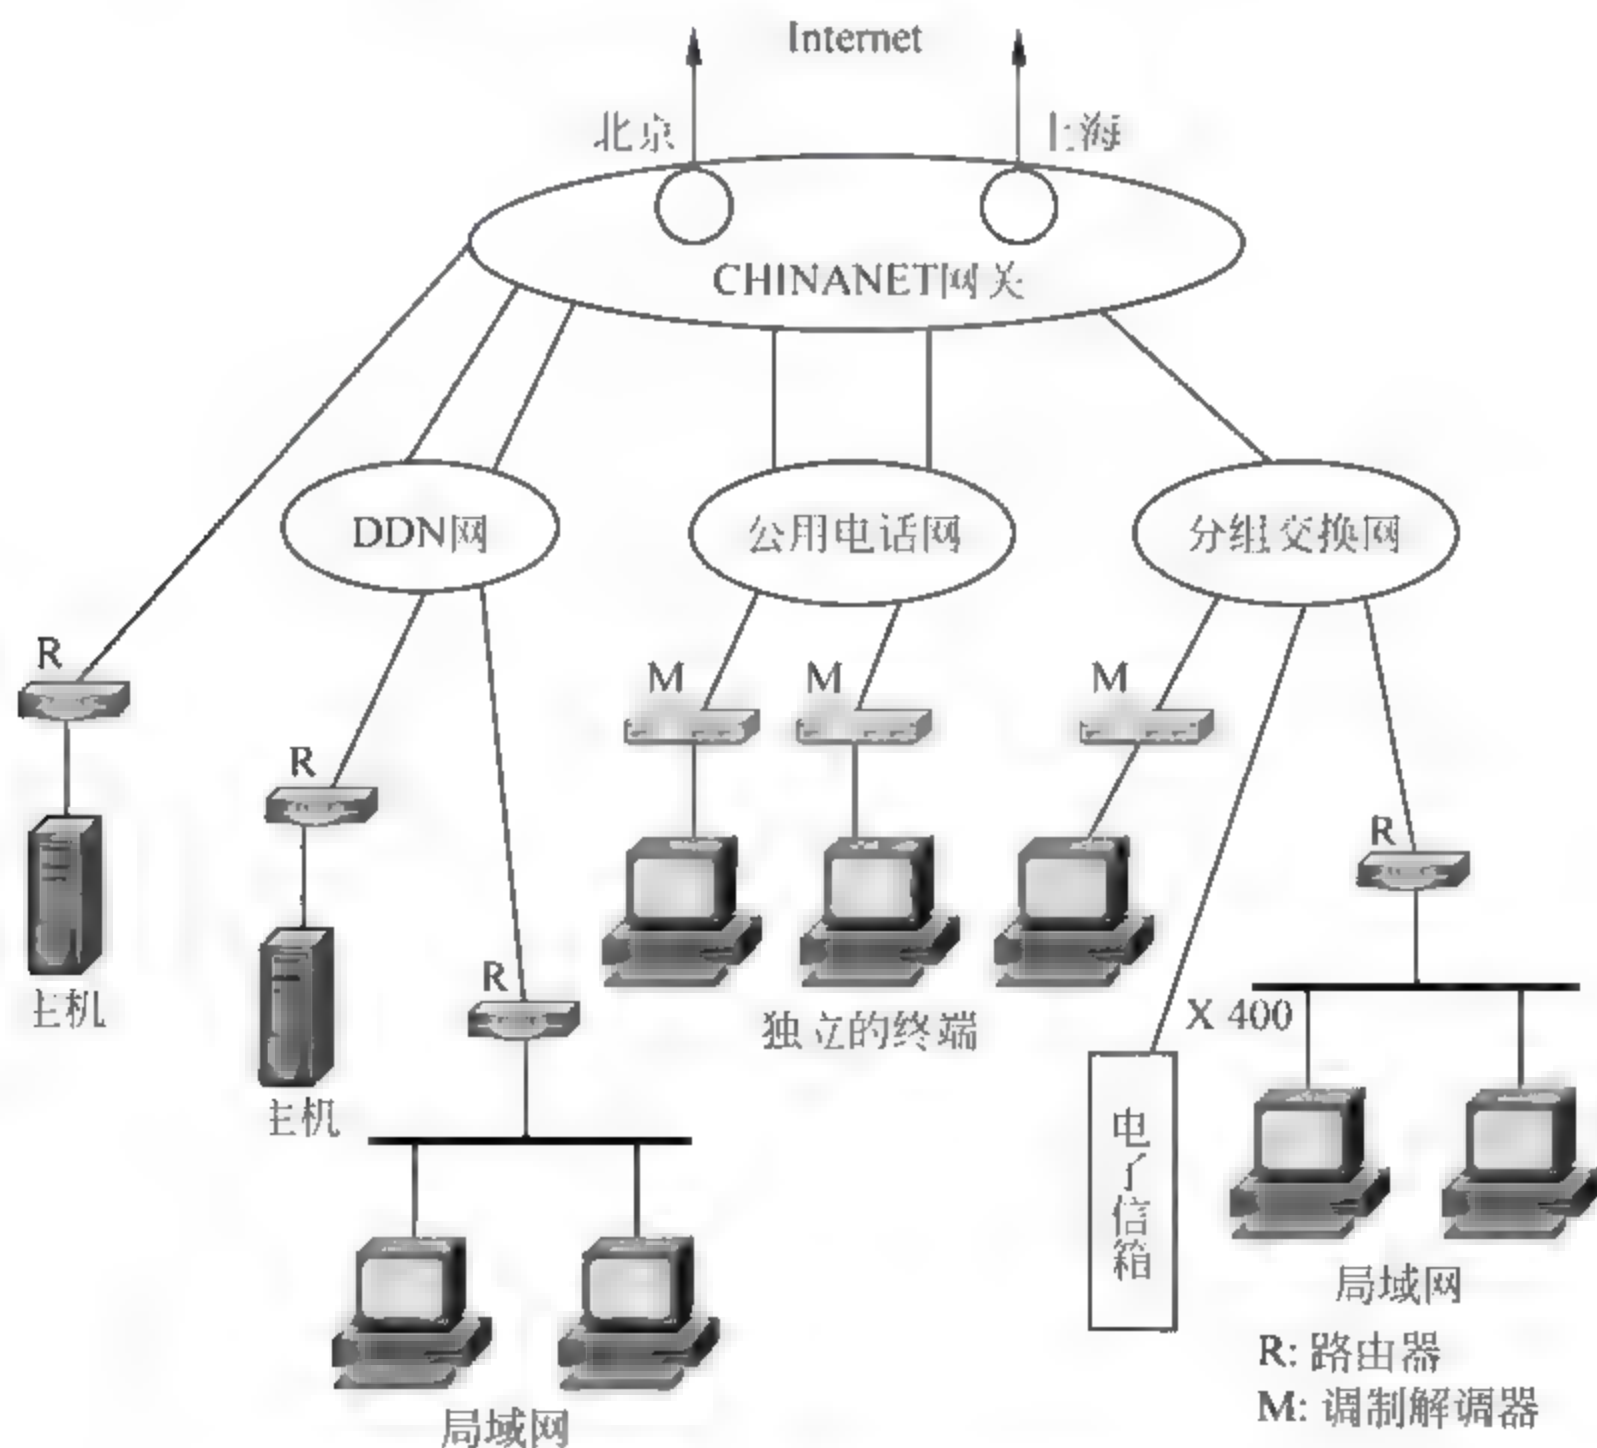 Internet
北京
上海
CHINANET网关
DDN网
公用电话网
分组交换网
R
M
M
M
R
R
R
主机
独立的终端
X 400
主机
电子信箱
局域网
R: 路由器
M: 调制解调器
局域网